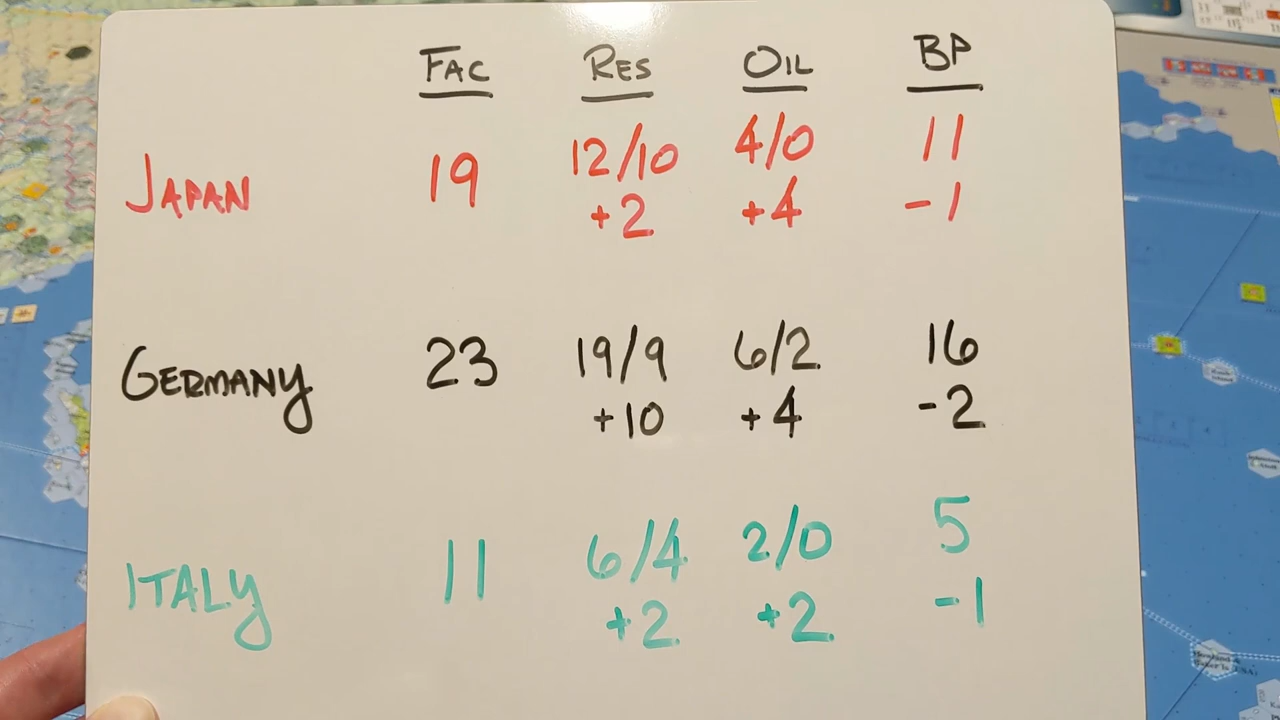 FAC RES OIL BP
JAPAN 19 12/10 4/0 11
+2 +4 -1
GERMANY 23 19/9 6/2 16
+10 +4 -2
ITALY 11 6/4 2/0 5
+2 +2 -1